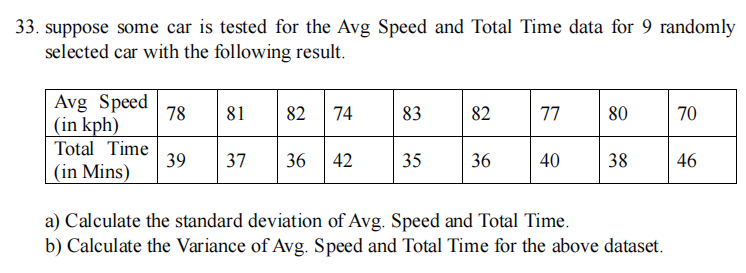 33. suppose some car is tested for the Avg Speed and Total Time data for 9 randomly
selected car with the following result.
Avg Speed
(in kph) 78 81 82 74 83 82 77 80 70
Total Time
(in Mins) 39 37 36 42 35 36 40 38 46
a) Calculate the standard deviation of Avg. Speed and Total Time.
b) Calculate the Variance of Avg. Speed and Total Time for the above dataset.